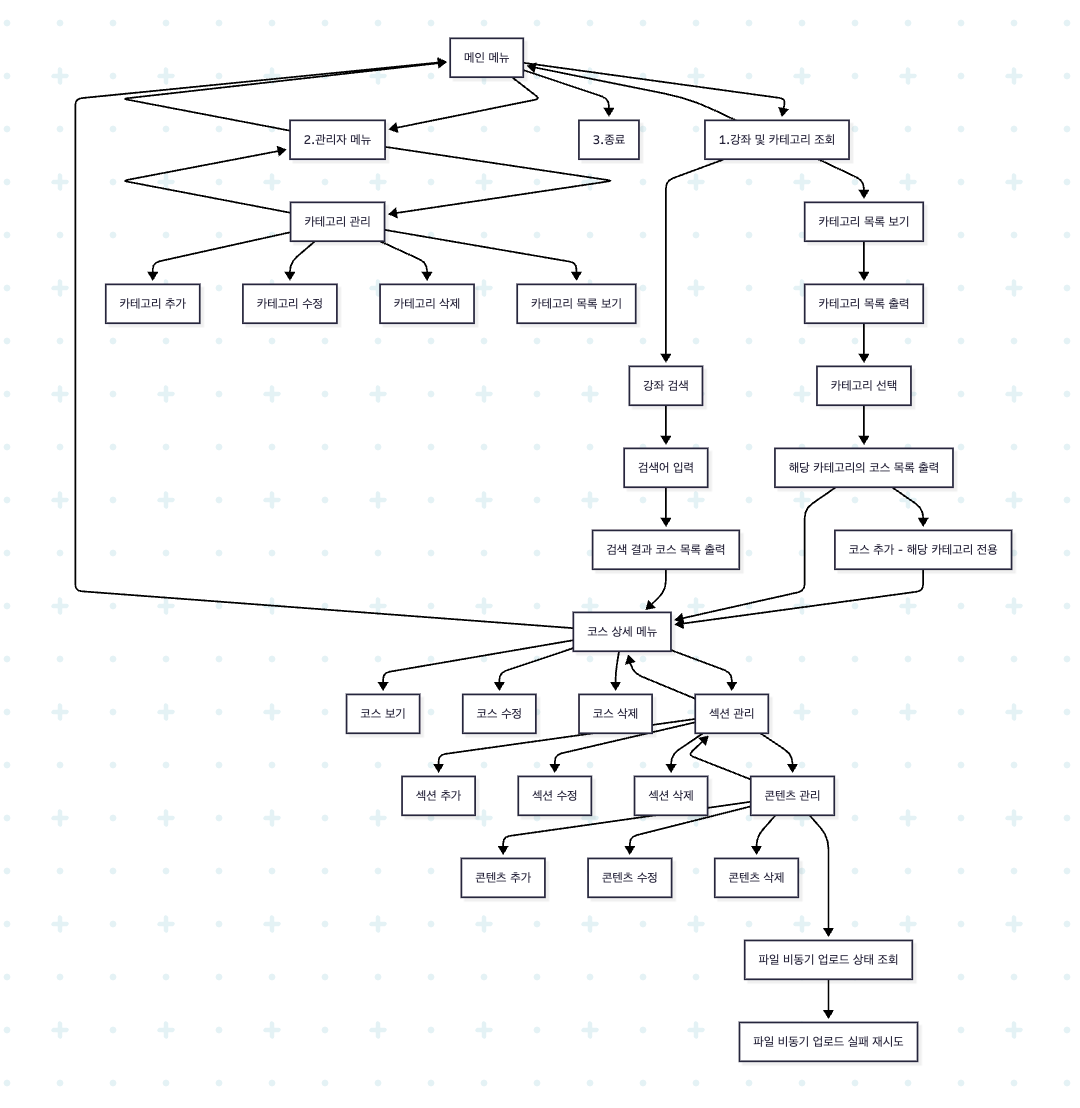 메인 메뉴
2.관리자 메뉴
3.종료
1.강좌 및 카테고리 조회
카테고리 관리
카테고리 목록 보기
카테고리 추가
카테고리 수정
카테고리 삭제
카테고리 목록 보기
카테고리 목록 출력
강좌 검색
카테고리 선택
검색어 입력
해당 카테고리의 코스 목록 출력
검색 결과 코스 목록 출력
코스 추가 - 해당 카테고리 전용
코스 상세 메뉴
코스 보기
코스 수정
코스 삭제
섹션 관리
섹션 추가
섹션 수정
섹션 삭제
콘텐츠 관리
콘텐츠 추가
콘텐츠 수정
콘텐츠 삭제
파일 비동기 업로드 상태 조회
파일 비동기 업로드 실패 재시도